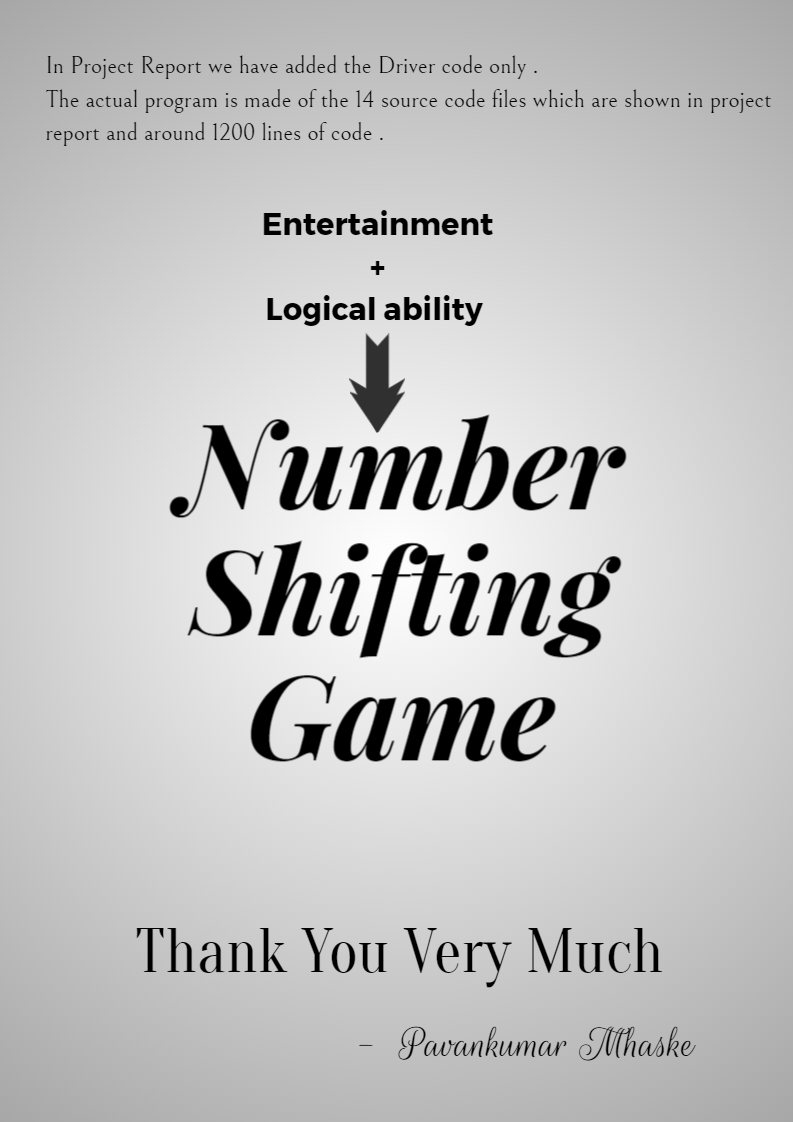 In Project Report we have added the Driver code only .
The actual program is made of the 14 source code files which are shown in project
report and around 1200 lines of code .
Entertainment
+
Logical ability
Number
Shifting
Game
Thank You Very Much
- Pavankumar Mhaske